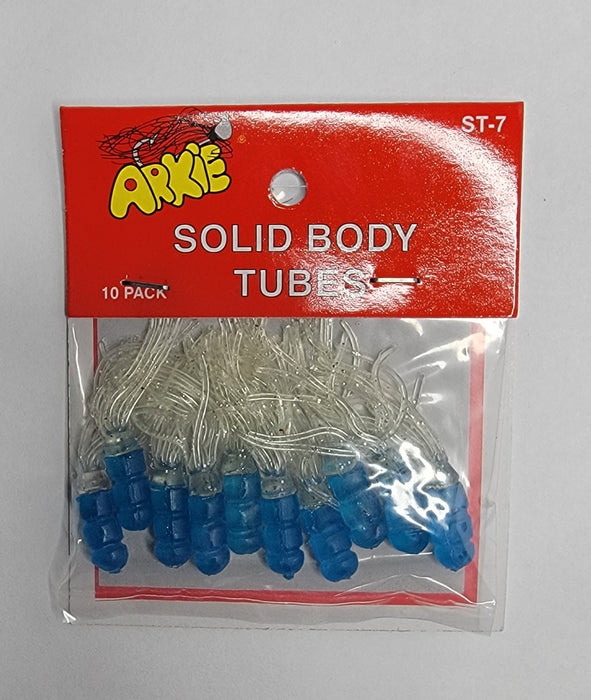 ST-7
ARKIE
®
SOLID BODY
TUBES
10 PACK